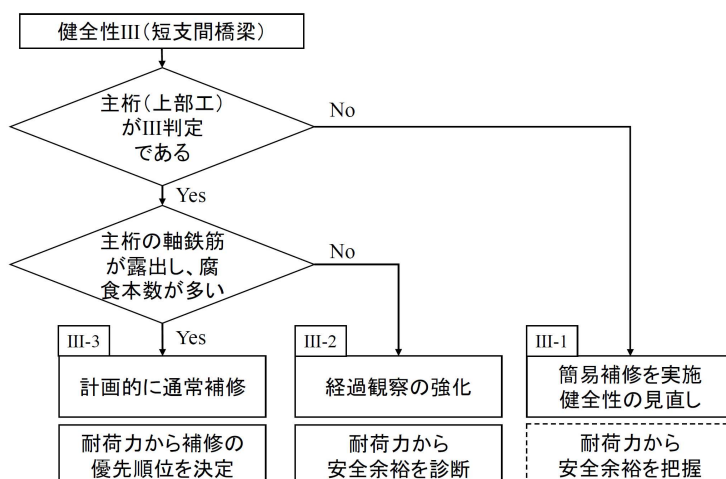 健全性III（短支間橋梁）
主桁（上部工）
がIII判定
である
No
Yes
主桁の軸鉄筋
が露出し、腐
食本数が多い
No
Yes
III-3
計画的に通常補修
耐荷力から補修の
優先順位を決定
III-2
経過観察の強化
耐荷力から
安全余裕を診断
III-1
簡易補修を実施
健全性の見直し
耐荷力から
安全余裕を把握